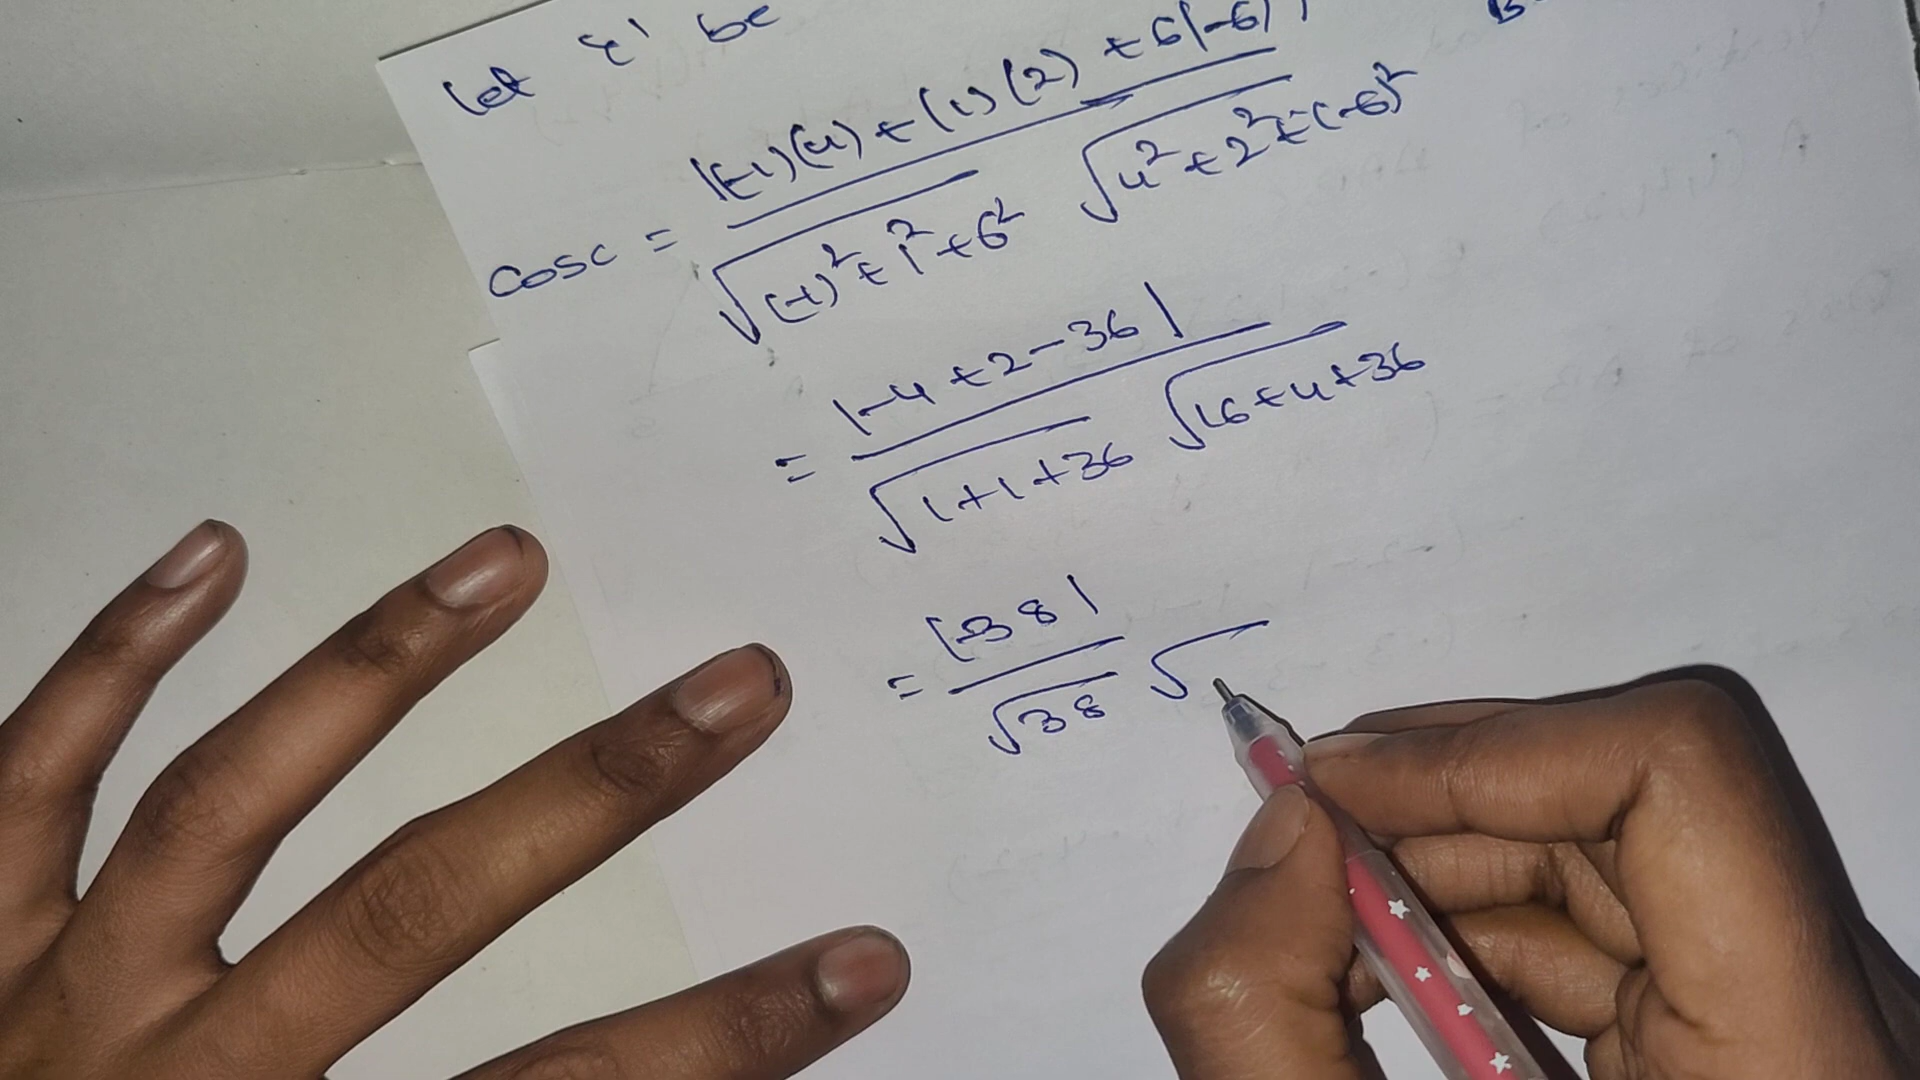 Let 'c' be
cosc = |(-1)(4) + (1)(2) + 6(-6)| / √(-1)² + 1² + 6² √4² + 2² + (-6)²
= |-4 + 2 - 36| / √1+1+36 √16+4+36
= |-38| / √38 √